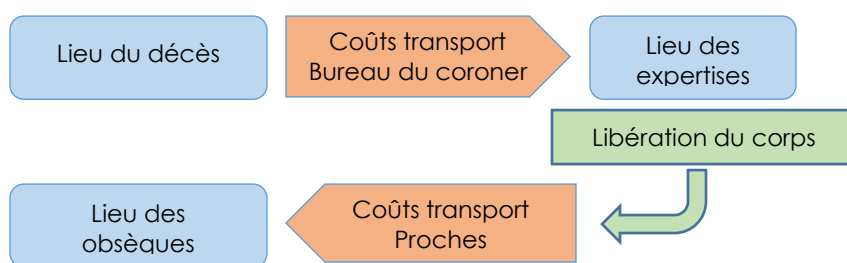 Lieu du décès
Coûts transport
Bureau du coroner
Lieu des
expertises
Libération du corps
Coûts transport
Proches
Lieu des
obsèques